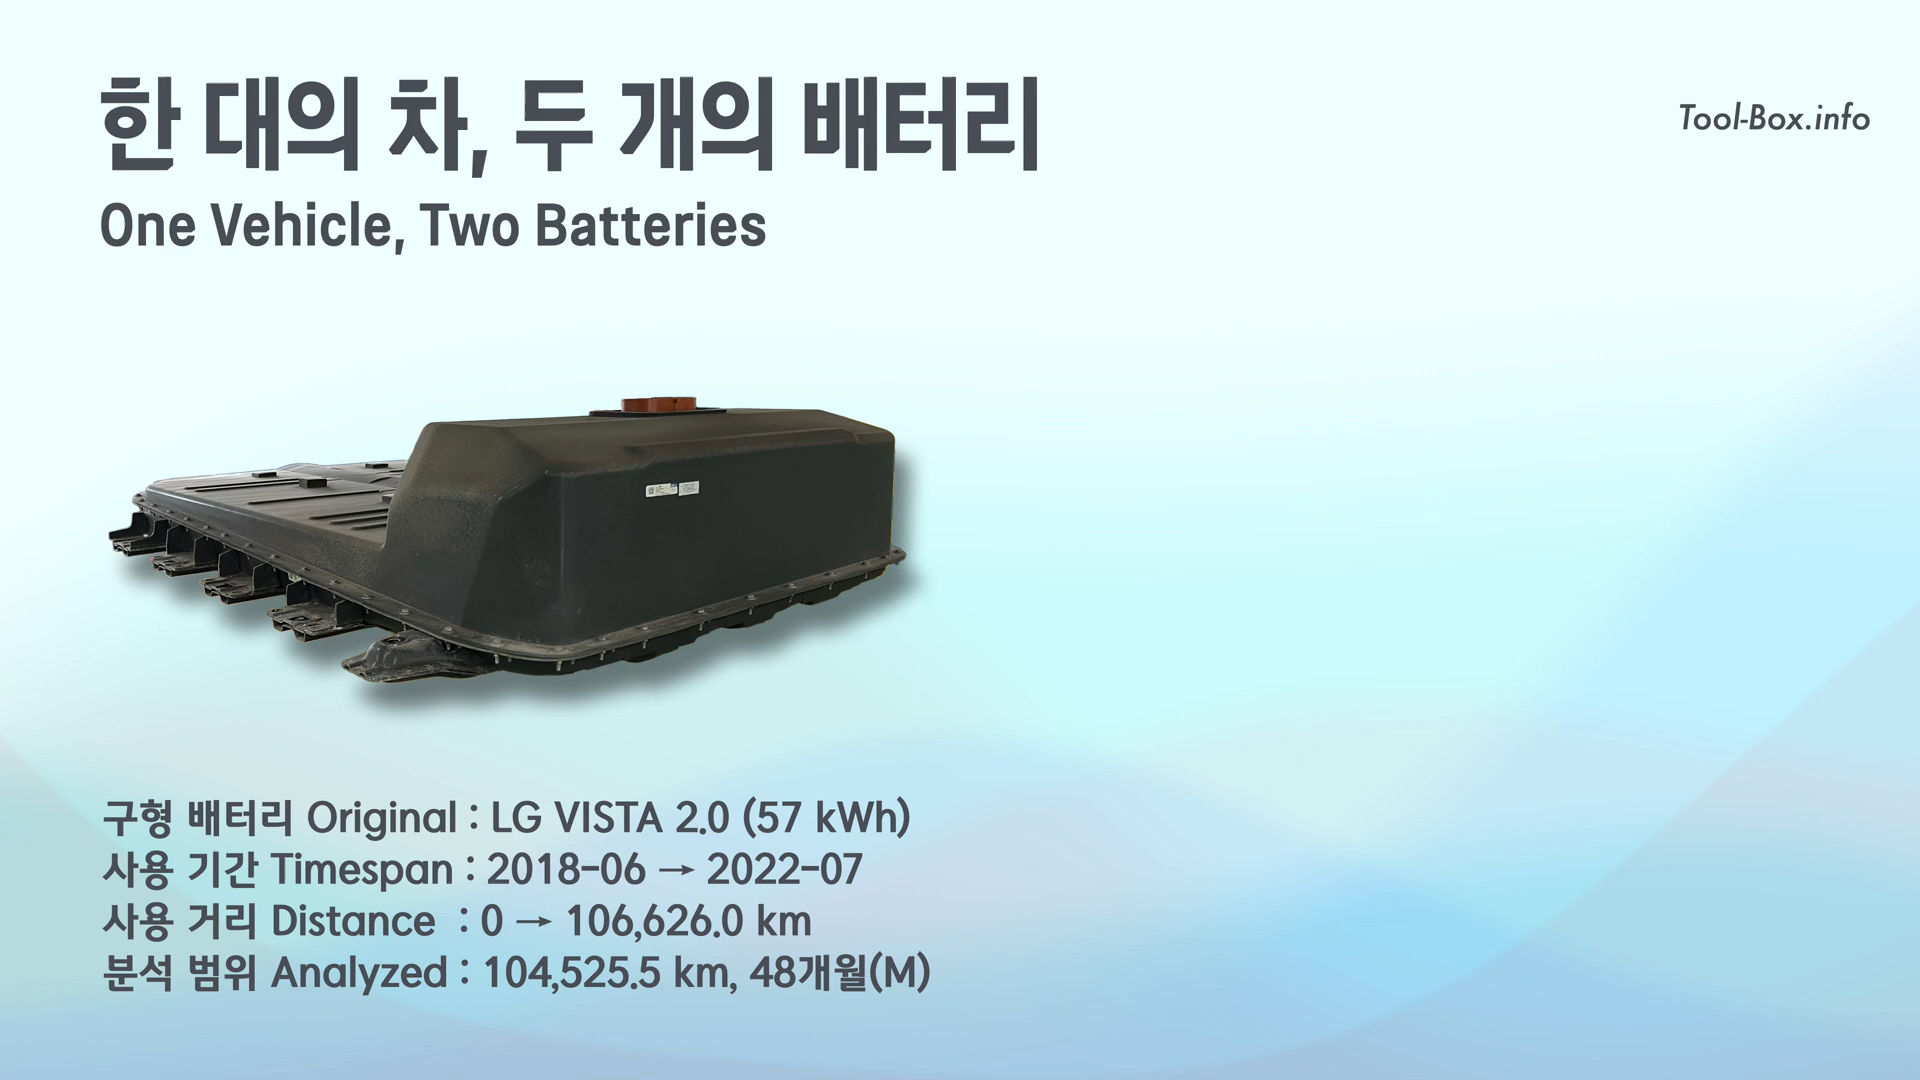 한 대의 차, 두 개의 배터리
Tool-Box.info
One Vehicle, Two Batteries
구형 배터리 Original : LG VISTA 2.0 (57 kWh)
사용 기간 Timespan : 2018-06 → 2022-07
사용 거리 Distance : 0 → 106,626.0 km
분석 범위 Analyzed : 104,525.5 km, 48개월(M)